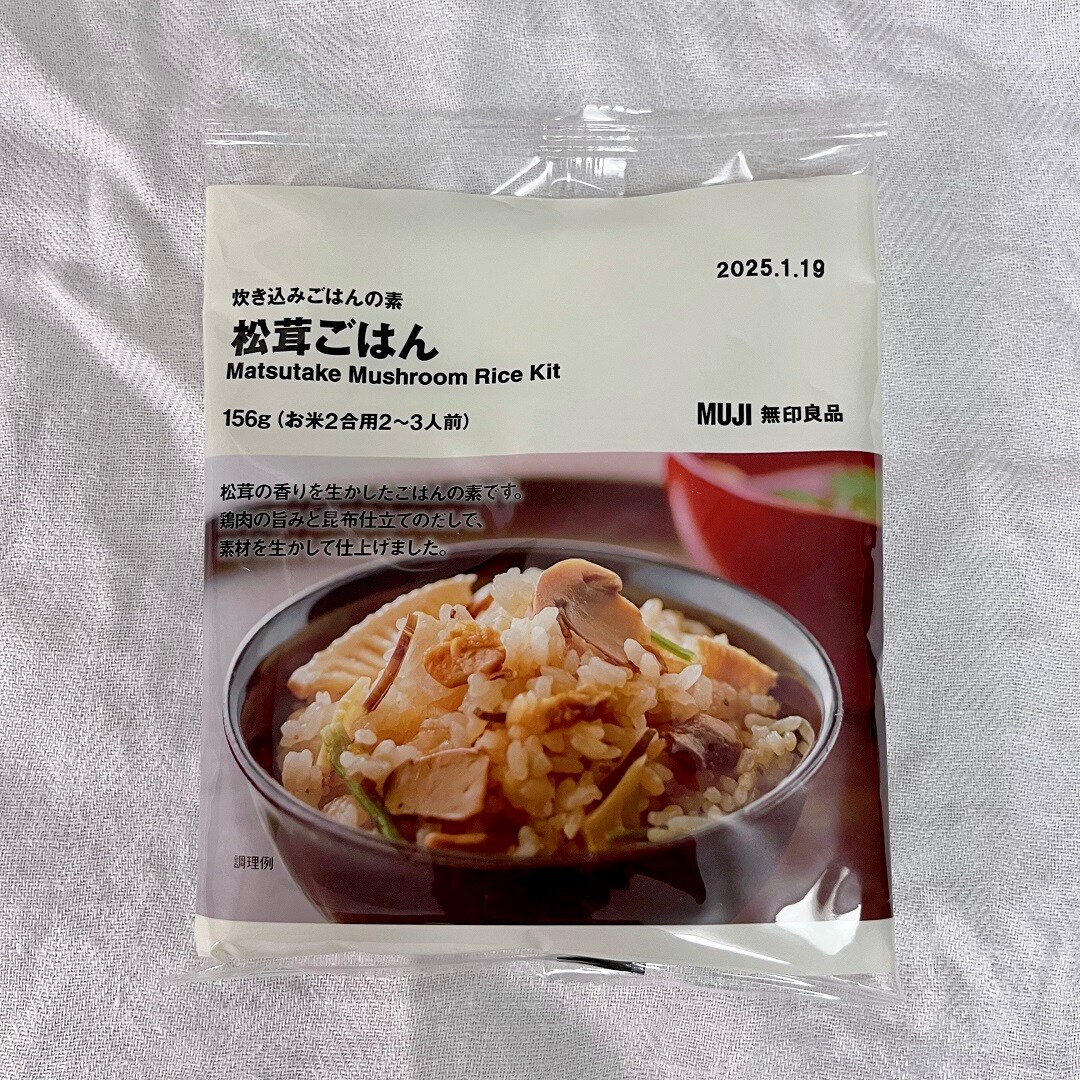 2025.1.19
炊き込みごはんの素
松茸ごはん
Matsutake Mushroom Rice Kit
156g（お米2合用2〜3人前）
MUJI 無印良品
松茸の香りを生かしたごはんの素です。
鶏肉の旨みと昆布仕立てのだしで、
素材を生かして仕上げました。
調理例